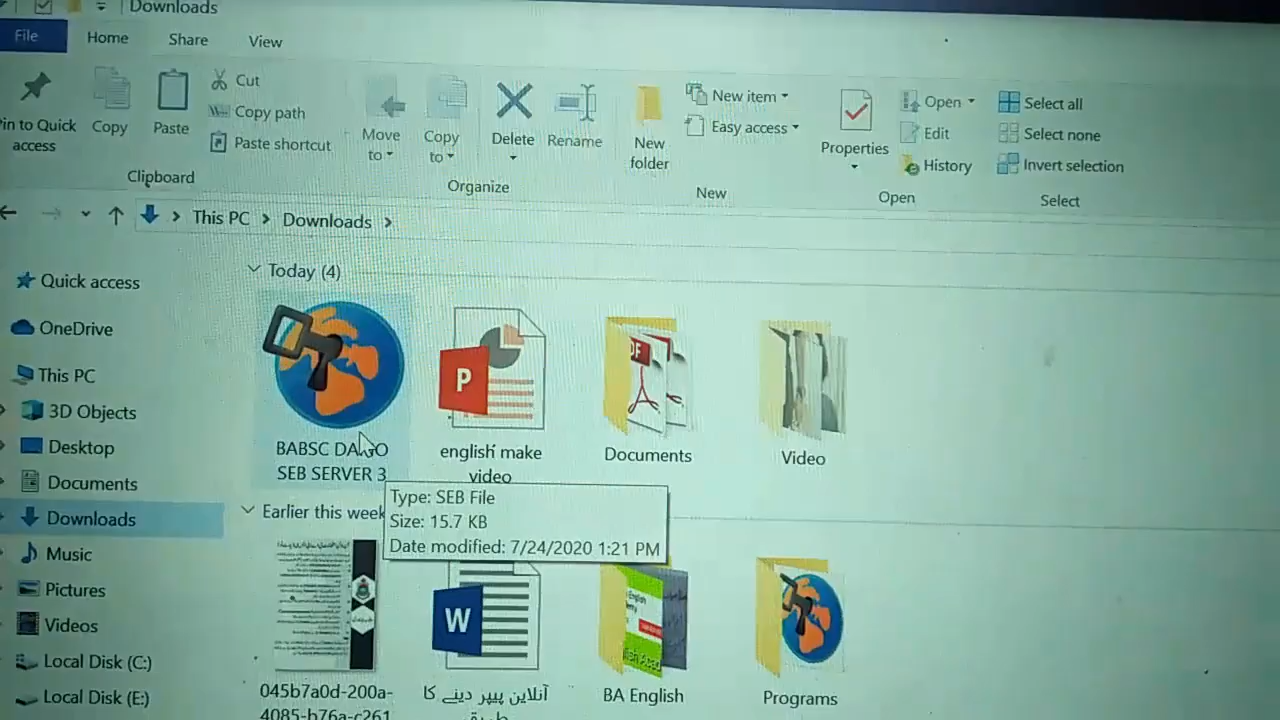 Downloads
File
Home
Share
View
in to Quick access
Copy
Paste
Cut
Copy path
Paste shortcut
Clipboard
Move to
Copy to
Delete
Rename
Organize
New folder
New item
Easy access
New
Properties
Open
Edit
History
Open
Select all
Select none
Invert selection
Select
This PC > Downloads >
Quick access
OneDrive
This PC
3D Objects
Desktop
Documents
Downloads
Music
Pictures
Videos
Local Disk (C:)
Local Disk (E:)
Today (4)
BABSC
SEB SERVER 3
english make
video
Documents
Video
Type: SEB File
Size: 15.7 KB
Date modified: 7/24/2020 1:21 PM
Earlier this week
P
W
045b7a0d-200a-
4085-b76a-c261
آنلاین پیپر دینے کا
طریقہ
BA English
Programs